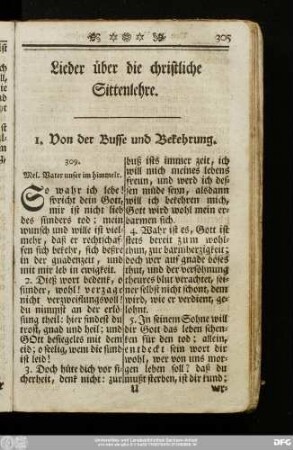 305
Lieder über die christliche
Sittenlehre.
1. Von der Busse und Bekehrung.
309.
Mel. Vater unser im himmelr.
So wahr ich lebe!
spricht dein Gott,
mir ist nicht lieb
des sünders tod: mein
wunsch und wille ist viel-
mehr, daß er rechtschaf-
fen sich bekehr, sich beßre
in der gnadenzeit, und
mit mir leb in ewigkeit.
2. Dieß wort bedenk, o
sünder, wohl! verzage
nicht verzweiflungsvoll!
du nimmst an der erlö-
sung theil: hier findest du
trost, gnad und heil; und
GOtt besiegelts mit dem
eid; o seelig, wem die sünd
ist leid!
3. Doch hüte dich vor si-
cherheit, denk nicht: zur
buß ists immer zeit, ich
will mich meines lebens
freun, und werd ich des-
sen müde seyn, alsdann
will ich bekehren mich,
Gott wird wohl mein er-
barmen sich.
4. Wahr ist es, Gott ist
stets bereit zum wohl-
thun, zur barmherzigkeit;
doch wer auf gnade böses
thut, und der versöhnung
theures blut verachtet,
ner selbst nicht schont, dem
wird, wie er verdient, ge-
lohnt.
5. In seinem Sohne will
dir Gott das leben schen-
ken für den tod: allein,
entdeckt sein wort dir
wohl, wer von uns mor-
gen leben soll? daß du
mußt sterben, ist dir kund;
U